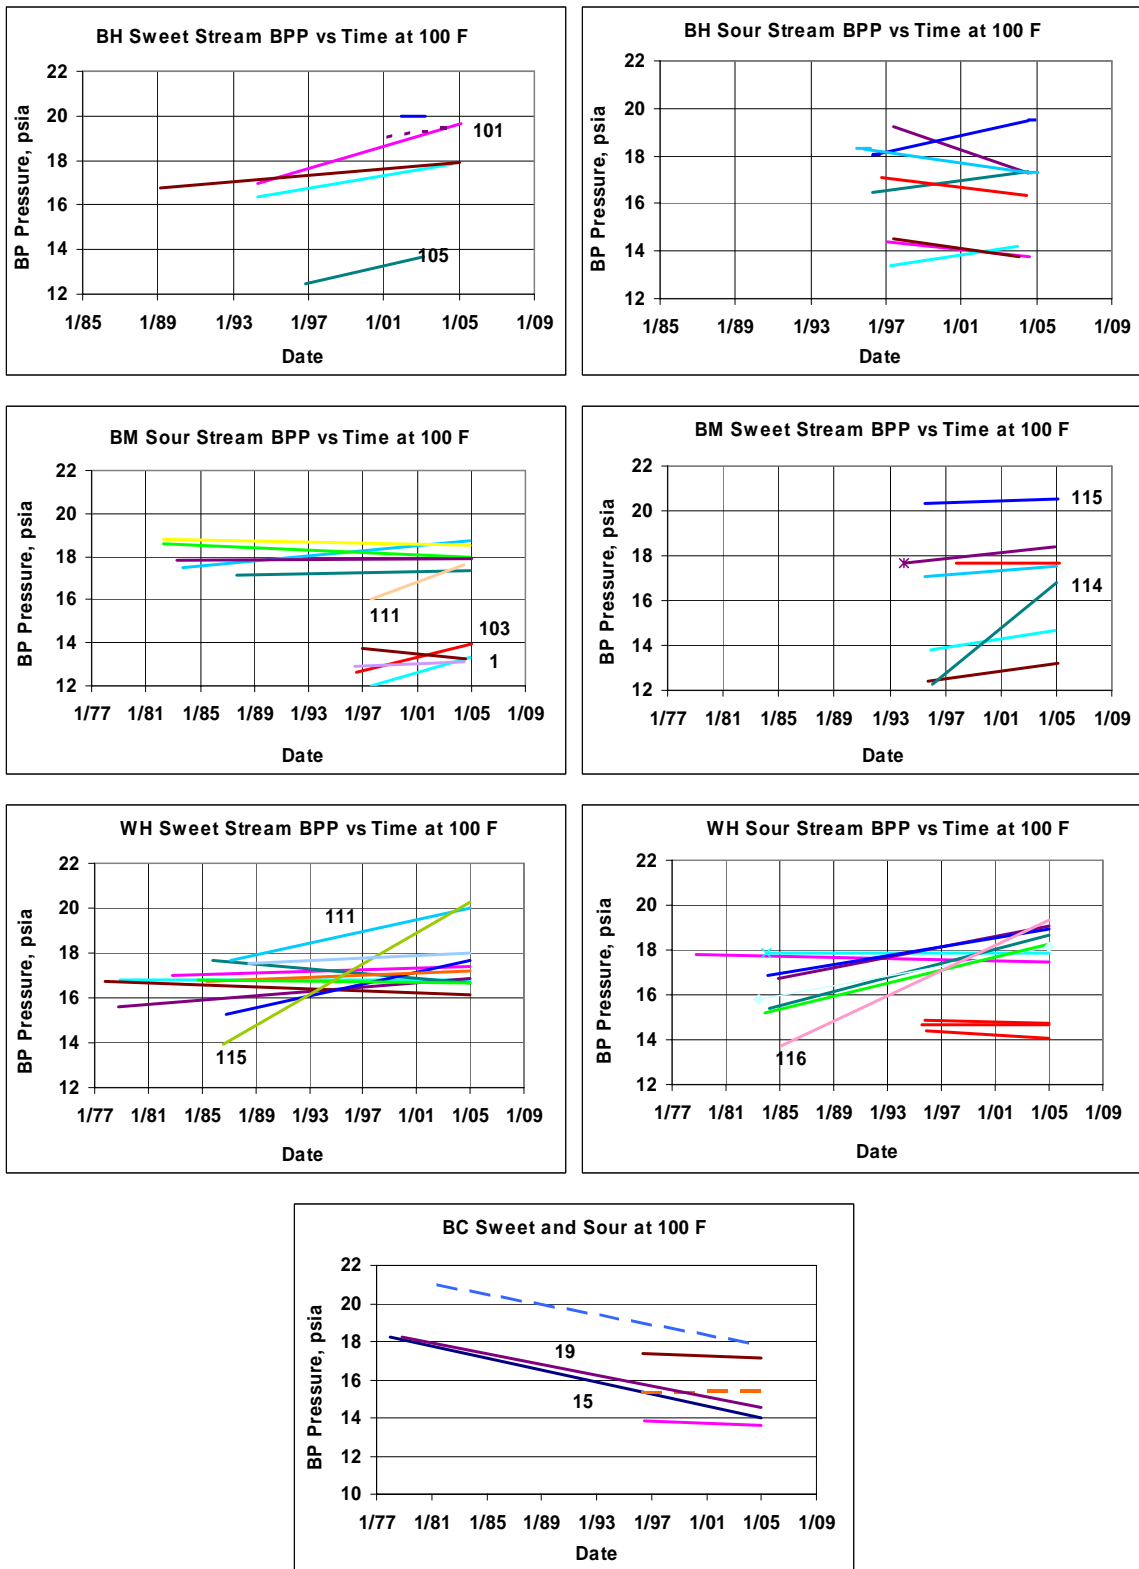 BH Sweet Stream BPP vs Time at 100 F
22
20
18
16
14
12
BP Pressure, psia
101
105
1/85 1/89 1/93 1/97 1/01 1/05 1/09
Date
BH Sour Stream BPP vs Time at 100 F
22
20
18
16
14
12
BP Pressure, psia
1/85 1/89 1/93 1/97 1/01 1/05 1/09
Date
BM Sour Stream BPP vs Time at 100 F
22
20
18
16
14
12
BP Pressure, psia
111
103
1
1/77 1/81 1/85 1/89 1/93 1/97 1/01 1/05 1/09
Date
BM Sweet Stream BPP vs Time at 100 F
22
20
18
16
14
12
BP Pressure, psia
115
114
1/77 1/81 1/85 1/89 1/93 1/97 1/01 1/05 1/09
Date
WH Sweet Stream BPP vs Time at 100 F
22
20
18
16
14
12
BP Pressure, psia
111
115
1/77 1/81 1/85 1/89 1/93 1/97 1/01 1/05 1/09
Date
WH Sour Stream BPP vs Time at 100 F
22
20
18
16
14
12
BP Pressure, psia
116
1/77 1/81 1/85 1/89 1/93 1/97 1/01 1/05 1/09
Date
BC Sweet and Sour at 100 F
22
20
18
16
14
12
10
BP Pressure, psia
19
15
1/77 1/81 1/85 1/89 1/93 1/97 1/01 1/05 1/09
Date